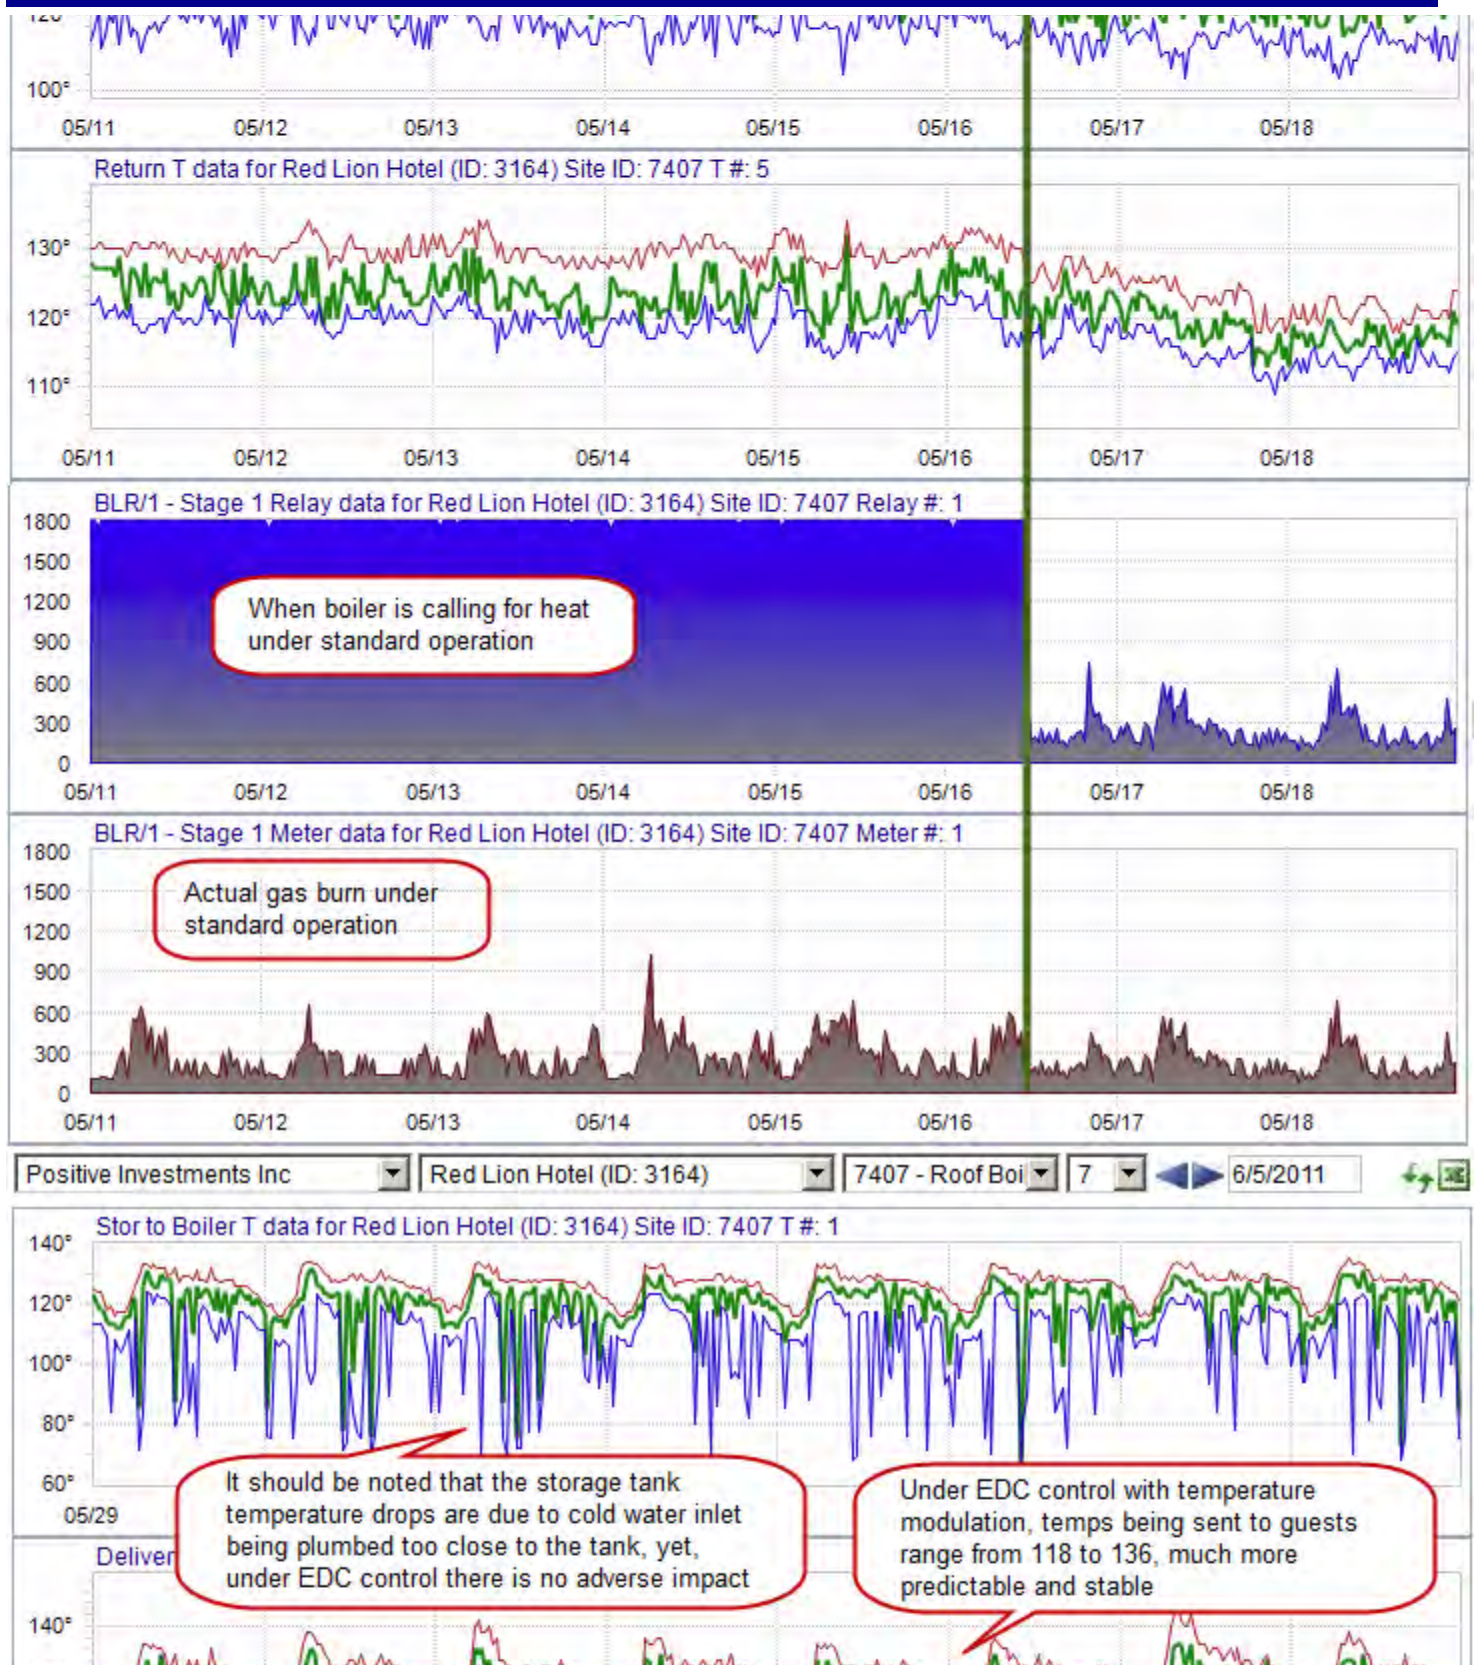 120
100°
05/11 05/12 05/13 05/14 05/15 05/16 05/17 05/18
Return T data for Red Lion Hotel (ID: 3164) Site ID: 7407 T #: 5
130°
120°
110°
05/11 05/12 05/13 05/14 05/15 05/16 05/17 05/18
BLR/1 - Stage 1 Relay data for Red Lion Hotel (ID: 3164) Site ID: 7407 Relay #: 1
1800
1500
1200
900
600
300
0
When boiler is calling for heat
under standard operation
05/11 05/12 05/13 05/14 05/15 05/16 05/17 05/18
BLR/1 - Stage 1 Meter data for Red Lion Hotel (ID: 3164) Site ID: 7407 Meter #: 1
1800
1500
1200
900
600
300
0
Actual gas burn under
standard operation
05/11 05/12 05/13 05/14 05/15 05/16 05/17 05/18
Positive Investments Inc Red Lion Hotel (ID: 3164) 7407 - Roof Boi 7 6/5/2011
Stor to Boiler T data for Red Lion Hotel (ID: 3164) Site ID: 7407 T #: 1
140°
120°
100°
80°
60°
05/29
It should be noted that the storage tank
temperature drops are due to cold water inlet
being plumbed too close to the tank, yet,
under EDC control there is no adverse impact
Under EDC control with temperature
modulation, temps being sent to guests
range from 118 to 136, much more
predictable and stable
Deliver
140°